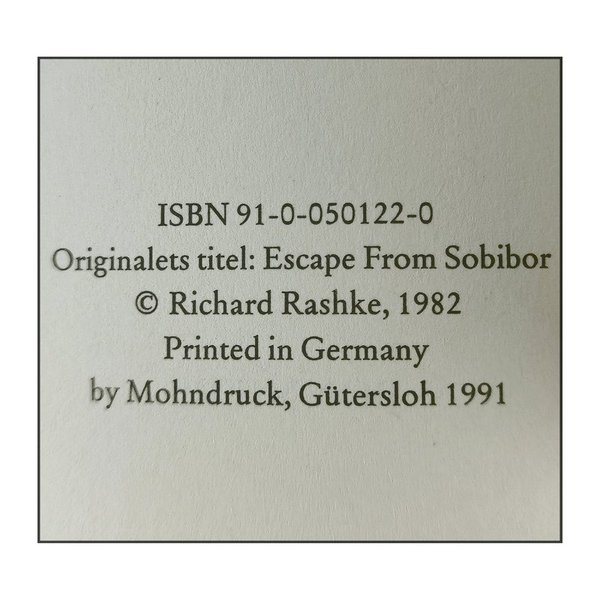 ISBN 91-0-050122-0
Originalets titel: Escape From Sobibor
© Richard Rashke, 1982
Printed in Germany
by Mohndruck, Gütersloh 1991